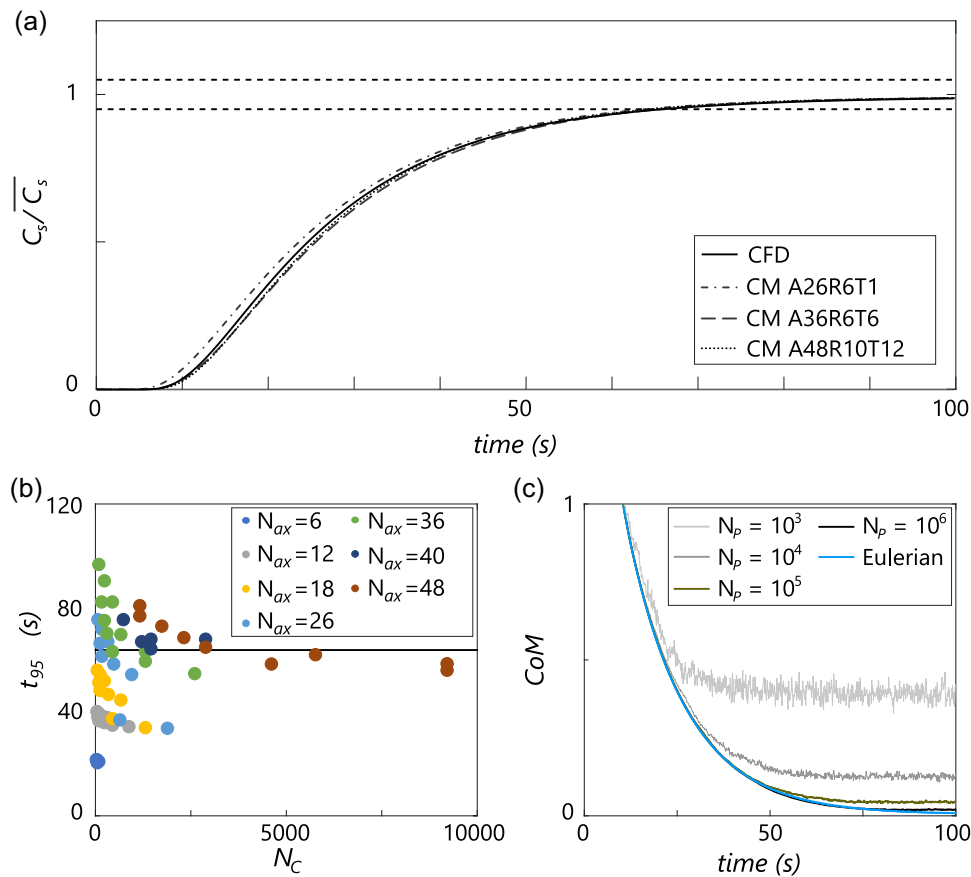 (a)
1
0
C_s / \overline{C_s}
CFD
CM A26R6T1
CM A36R6T6
CM A48R10T12
0
50
100
time (s)
(b)
120
80
40
0
t_95 (s)
N_ax=6
N_ax=12
N_ax=18
N_ax=26
N_ax=36
N_ax=40
N_ax=48
0
5000
10000
N_C
(c)
1
0
CoM
N_P = 10^3
N_P = 10^4
N_P = 10^5
N_P = 10^6
Eulerian
0
50
100
time (s)